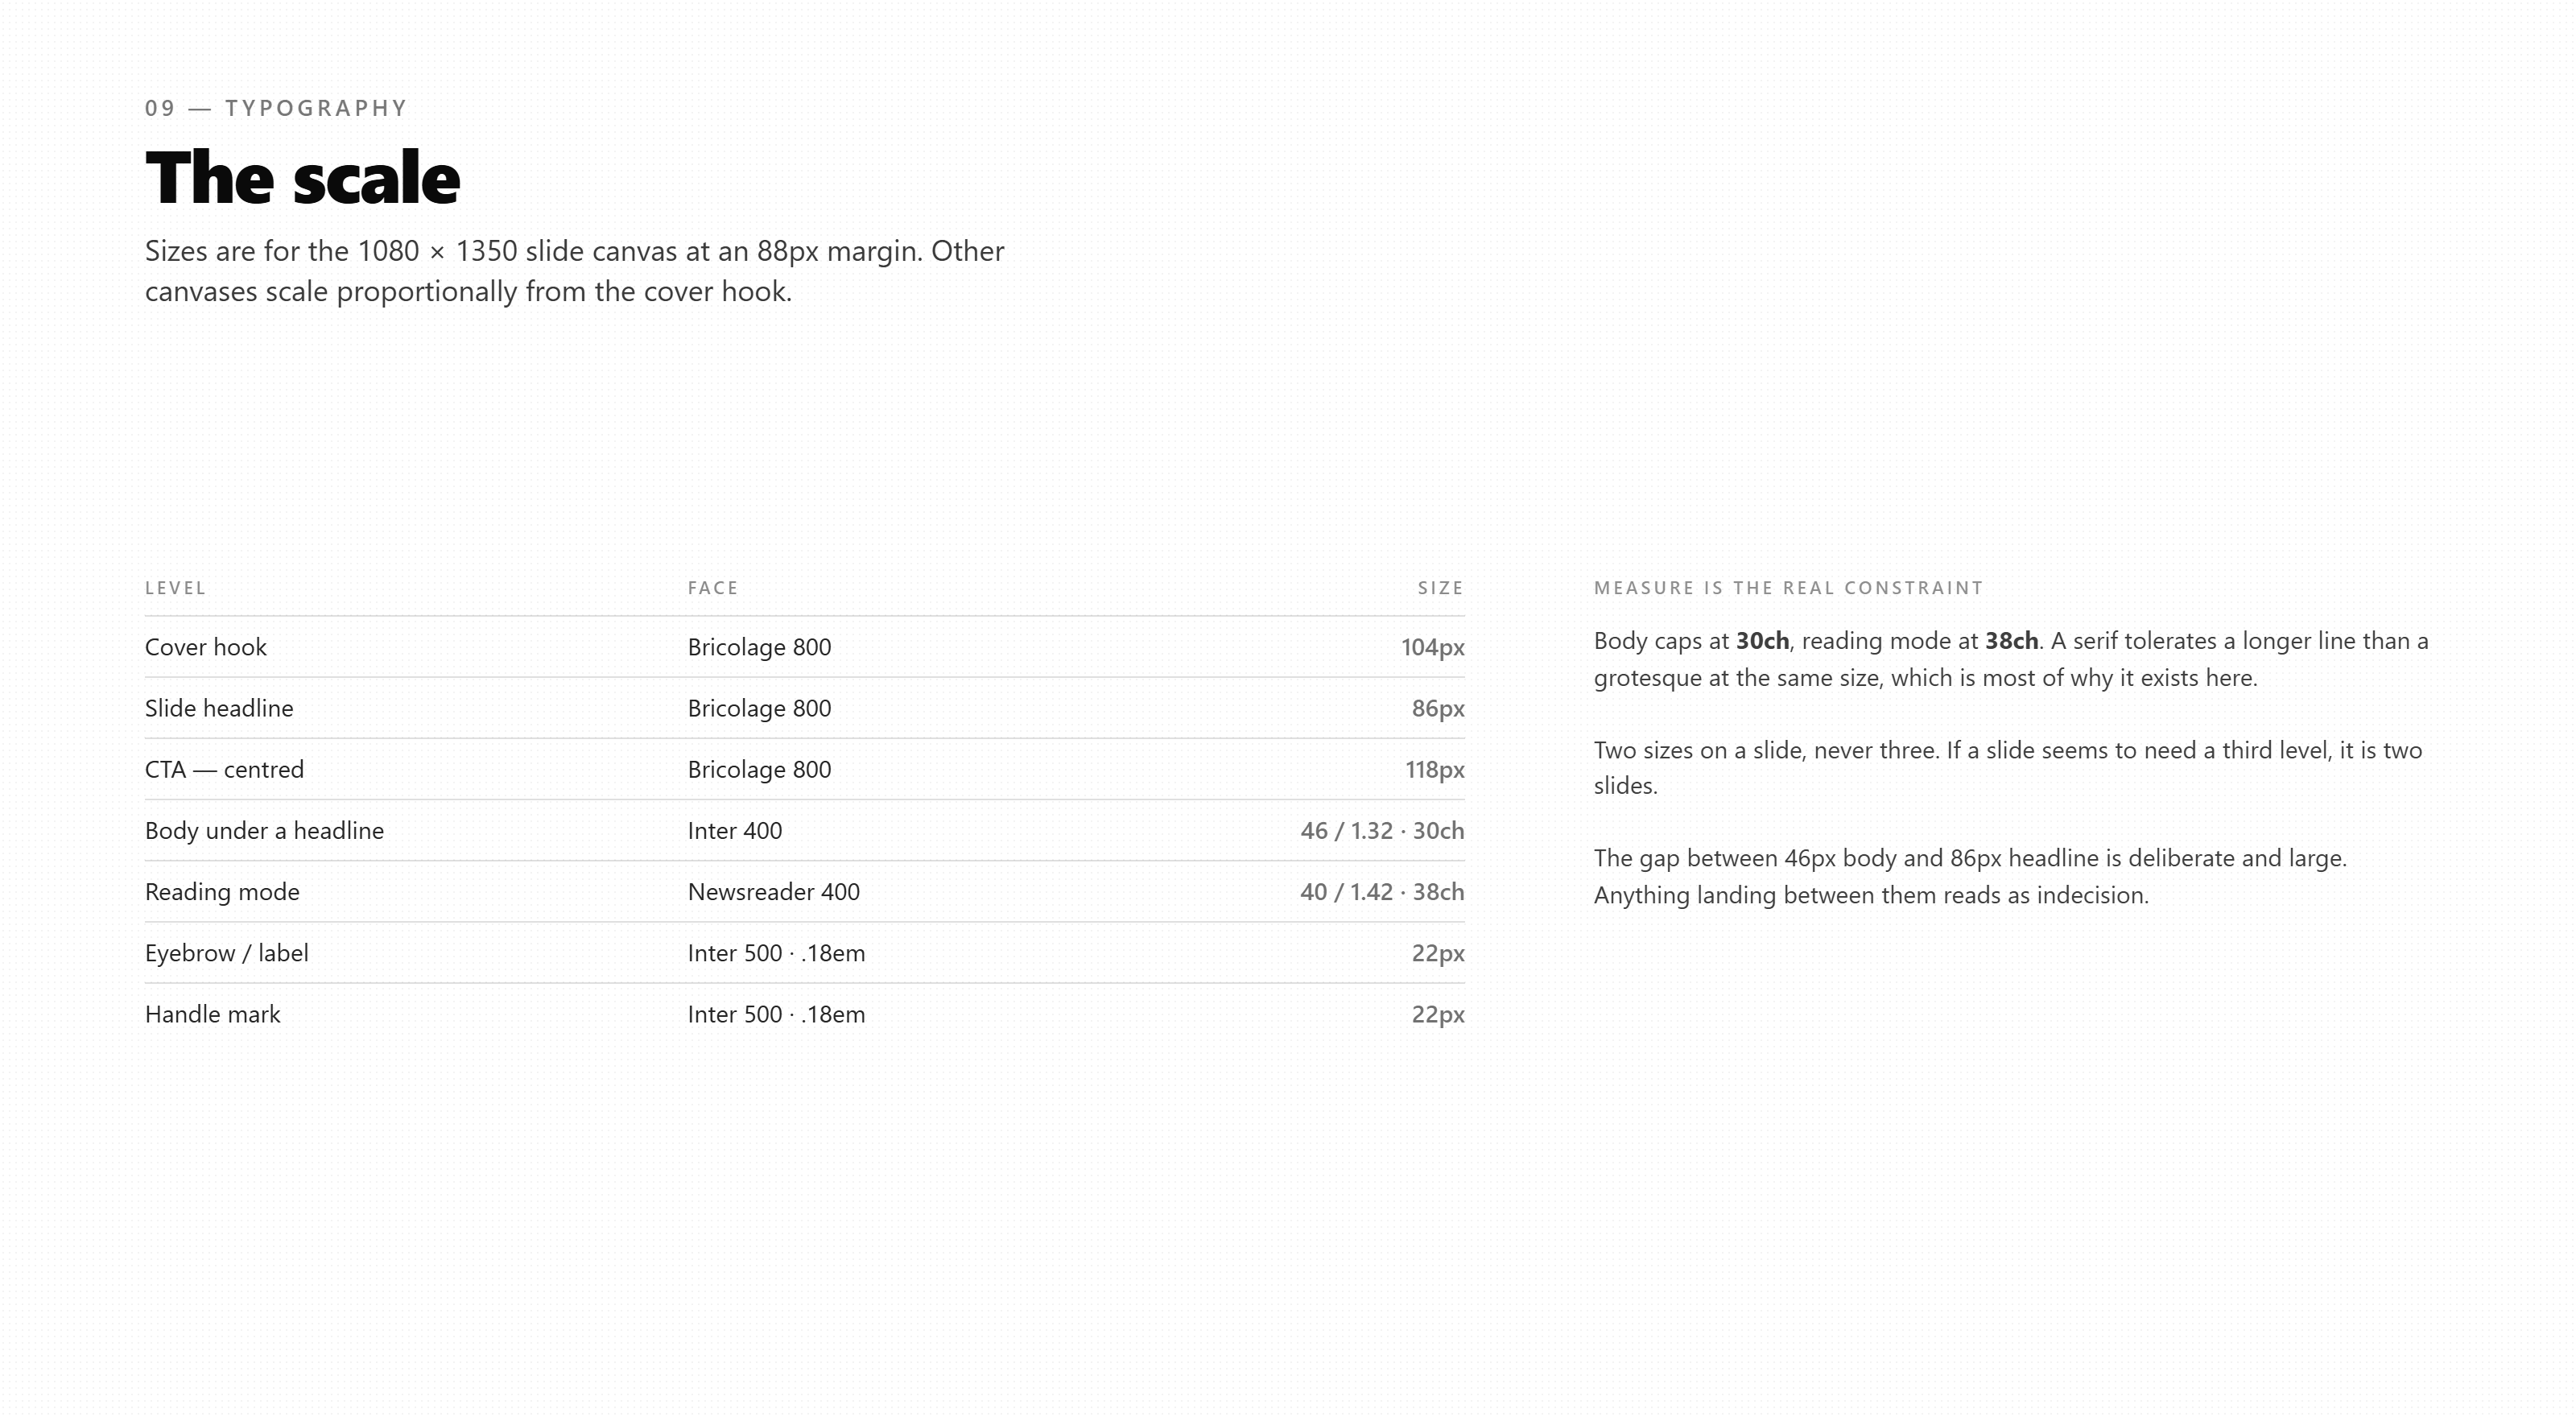 09 — TYPOGRAPHY
The scale
Sizes are for the 1080 × 1350 slide canvas at an 88px margin. Other
canvases scale proportionally from the cover hook.
LEVEL FACE SIZE
Cover hook Bricolage 800 104px
Slide headline Bricolage 800 86px
CTA — centred Bricolage 800 118px
Body under a headline Inter 400 46 / 1.32 · 30ch
Reading mode Newsreader 400 40 / 1.42 · 38ch
Eyebrow / label Inter 500 · .18em 22px
Handle mark Inter 500 · .18em 22px
MEASURE IS THE REAL CONSTRAINT
Body caps at 30ch, reading mode at 38ch. A serif tolerates a longer line than a
grotesque at the same size, which is most of why it exists here.
Two sizes on a slide, never three. If a slide seems to need a third level, it is two
slides.
The gap between 46px body and 86px headline is deliberate and large.
Anything landing between them reads as indecision.